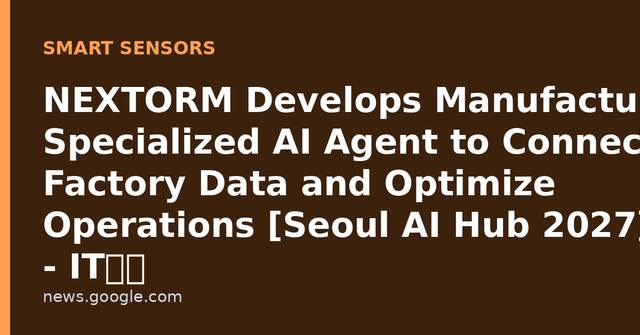 SMART SENSORS
NEXTORM Develops Manufactu
Specialized AI Agent to Connec
Factory Data and Optimize
Operations [Seoul AI Hub 2027]
- IT
news.google.com